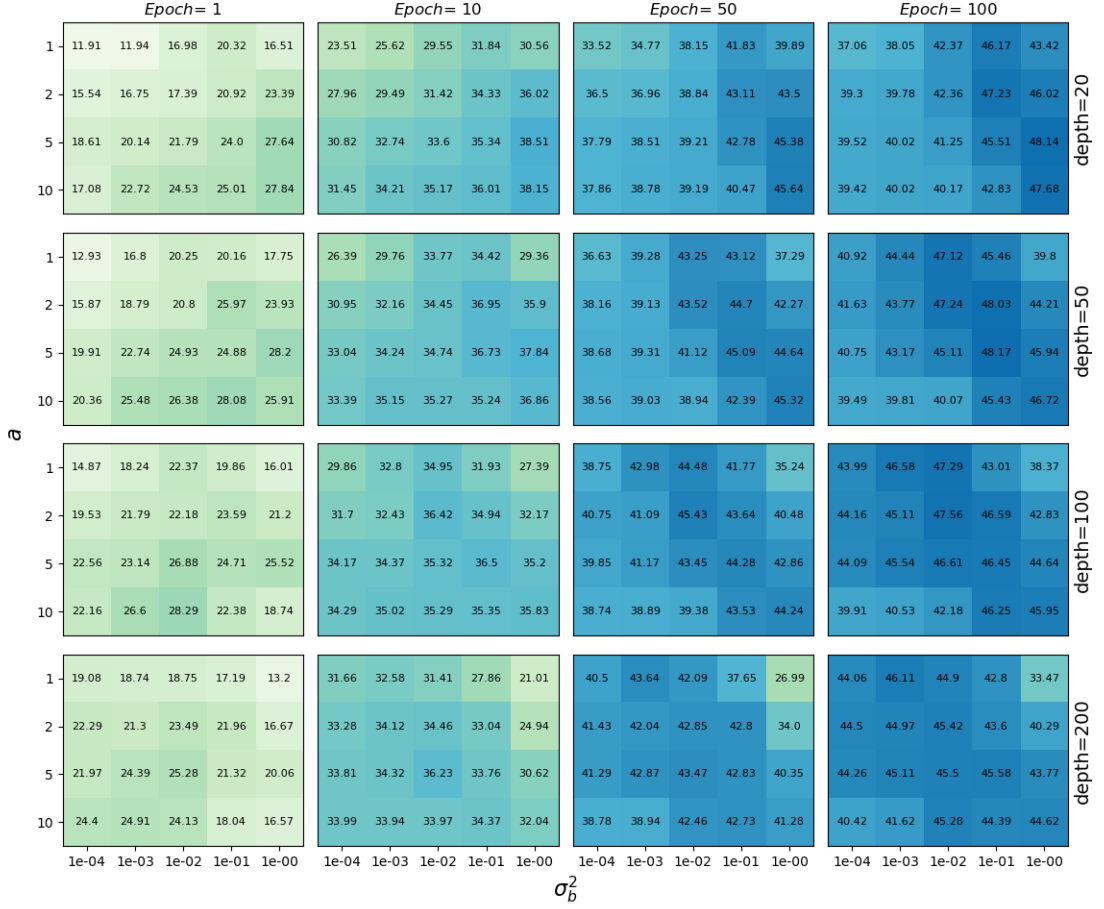 Epoch= 1 Epoch= 10 Epoch= 50 Epoch= 100
1 11.91 11.94 16.98 20.32 16.51 23.51 25.62 29.55 31.84 30.56 33.52 34.77 38.15 41.83 39.89 37.06 38.05 42.37 46.17 43.42
2 15.54 16.75 17.39 20.92 23.39 27.96 29.49 31.42 34.33 36.02 36.5 36.96 38.84 43.11 43.5 39.3 39.78 42.36 47.23 46.02
5 18.61 20.14 21.79 24.0 27.64 30.82 32.74 33.6 35.34 38.51 37.79 38.51 39.21 42.78 45.38 39.52 40.02 41.25 45.51 48.14
10 17.08 22.72 24.53 25.01 27.84 31.45 34.21 35.17 36.01 38.15 37.86 38.78 39.19 40.47 45.64 39.42 40.02 40.17 42.83 47.68
depth=20
1 12.93 16.8 20.25 20.16 17.75 26.39 29.76 33.77 34.42 29.36 36.63 39.28 43.25 43.12 37.29 40.92 44.44 47.12 45.46 39.8
2 15.87 18.79 20.8 25.97 23.93 30.95 32.16 34.45 36.95 35.9 38.16 39.13 43.52 44.7 42.27 41.63 43.77 47.24 48.03 44.21
5 19.91 22.74 24.93 24.88 28.2 33.04 34.24 34.74 36.73 37.84 38.68 39.31 41.12 45.09 44.64 40.75 43.17 45.11 48.17 45.94
10 20.36 25.48 26.38 28.08 25.91 33.39 35.15 35.27 35.24 36.86 38.56 39.03 38.94 42.39 45.32 39.49 39.81 40.07 45.43 46.72
depth=50
a
1 14.87 18.24 22.37 19.86 16.01 29.86 32.8 34.95 31.93 27.39 38.75 42.98 44.48 41.77 35.24 43.99 46.58 47.29 43.01 38.37
2 19.53 21.79 22.18 23.59 21.2 31.7 32.43 36.42 34.94 32.17 40.75 41.09 45.43 43.64 40.48 44.16 45.11 47.56 46.59 42.83
5 22.56 23.14 26.88 24.71 25.52 34.17 34.37 35.32 36.5 35.2 39.85 41.17 43.45 44.28 42.86 44.09 45.54 46.61 46.45 44.64
10 22.16 26.6 28.29 22.38 18.74 34.29 35.02 35.29 35.35 35.83 38.74 38.89 39.38 43.53 44.24 39.91 40.53 42.18 46.25 45.95
depth=100
1 19.08 18.74 18.75 17.19 13.2 31.66 32.58 31.41 27.86 21.01 40.5 43.64 42.09 37.65 26.99 44.06 46.11 44.9 42.8 33.47
2 22.29 21.3 23.49 21.96 16.67 33.28 34.12 34.46 33.04 24.94 41.43 42.04 42.85 42.8 34.0 44.5 44.97 45.42 43.6 40.29
5 21.97 24.39 25.28 21.32 20.06 33.81 34.32 36.23 33.76 30.62 41.29 42.87 43.47 42.83 40.35 44.26 45.11 45.5 45.58 43.77
10 24.4 24.91 24.13 18.04 16.57 33.99 33.94 33.97 34.37 32.04 38.78 38.94 42.46 42.73 41.28 40.42 41.62 45.28 44.39 44.62
depth=200
1e-04 1e-03 1e-02 1e-01 1e-00 1e-04 1e-03 1e-02 1e-01 1e-00 1e-04 1e-03 1e-02 1e-01 1e-00 1e-04 1e-03 1e-02 1e-01 1e-00
σ_b^2